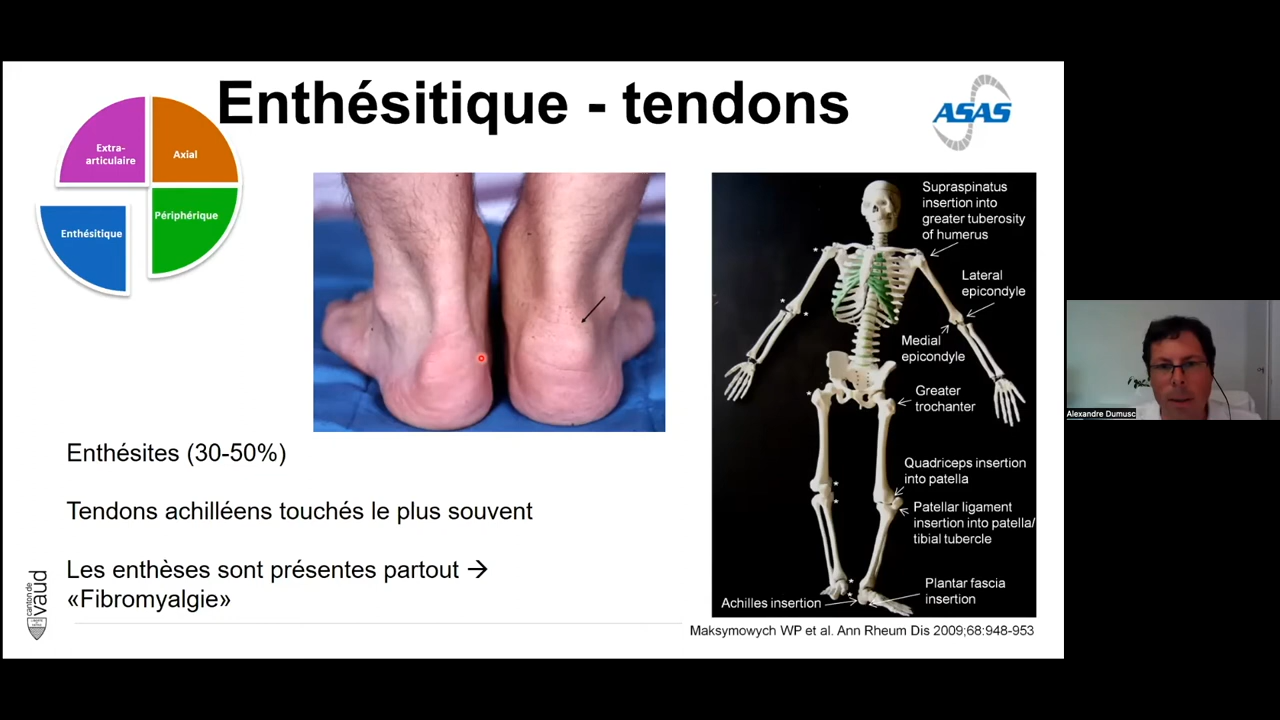 Enthésitique - tendons
ASAS
Extra-
articulaire
Axial
Enthésitique
Périphérique
Supraspinatus
insertion into
greater tuberosity
of humerus
Lateral
epicondyle
Medial
epicondyle
Greater
trochanter
Quadriceps insertion
into patella
Patellar ligament
insertion into patella/
tibial tubercle
Plantar fascia
insertion
Achilles insertion
Enthésites (30-50%)
Tendons achilléens touchés le plus souvent
Les enthèses sont présentes partout →
«Fibromyalgie»
canton de
vaud
Maksymowych WP et al. Ann Rheum Dis 2009;68:948-953
Alexandre Dumusc